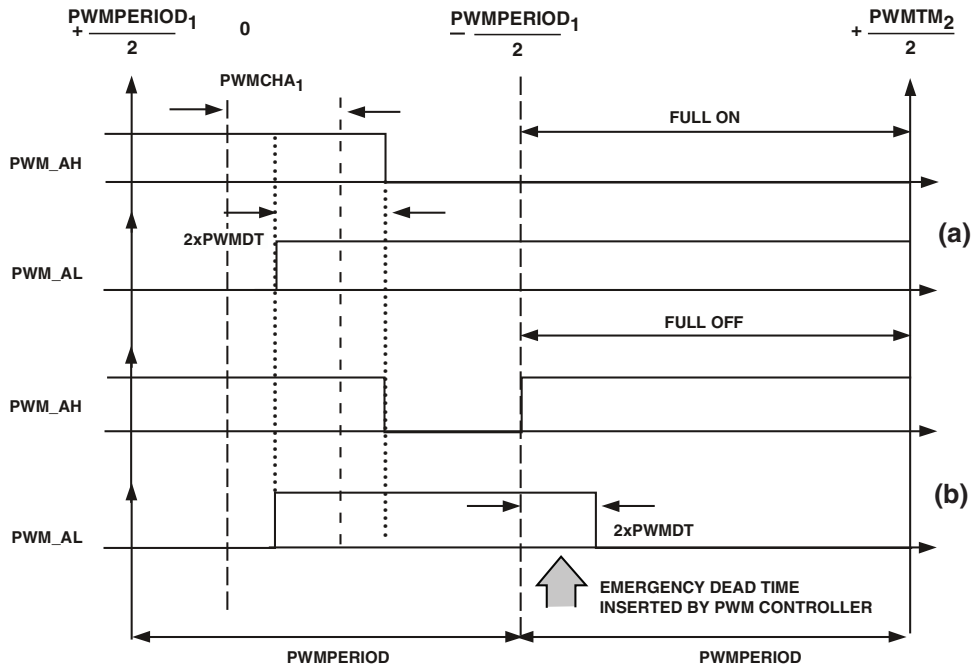 + PWMPERIOD1 / 2
0
− PWMPERIOD1 / 2
+ PWMTM2 / 2
PWMCHA1
FULL ON
PWM_AH
2xPWMDT
(a)
PWM_AL
FULL OFF
PWM_AH
(b)
2xPWMDT
PWM_AL
EMERGENCY DEAD TIME
INSERTED BY PWM CONTROLLER
PWMPERIOD
PWMPERIOD